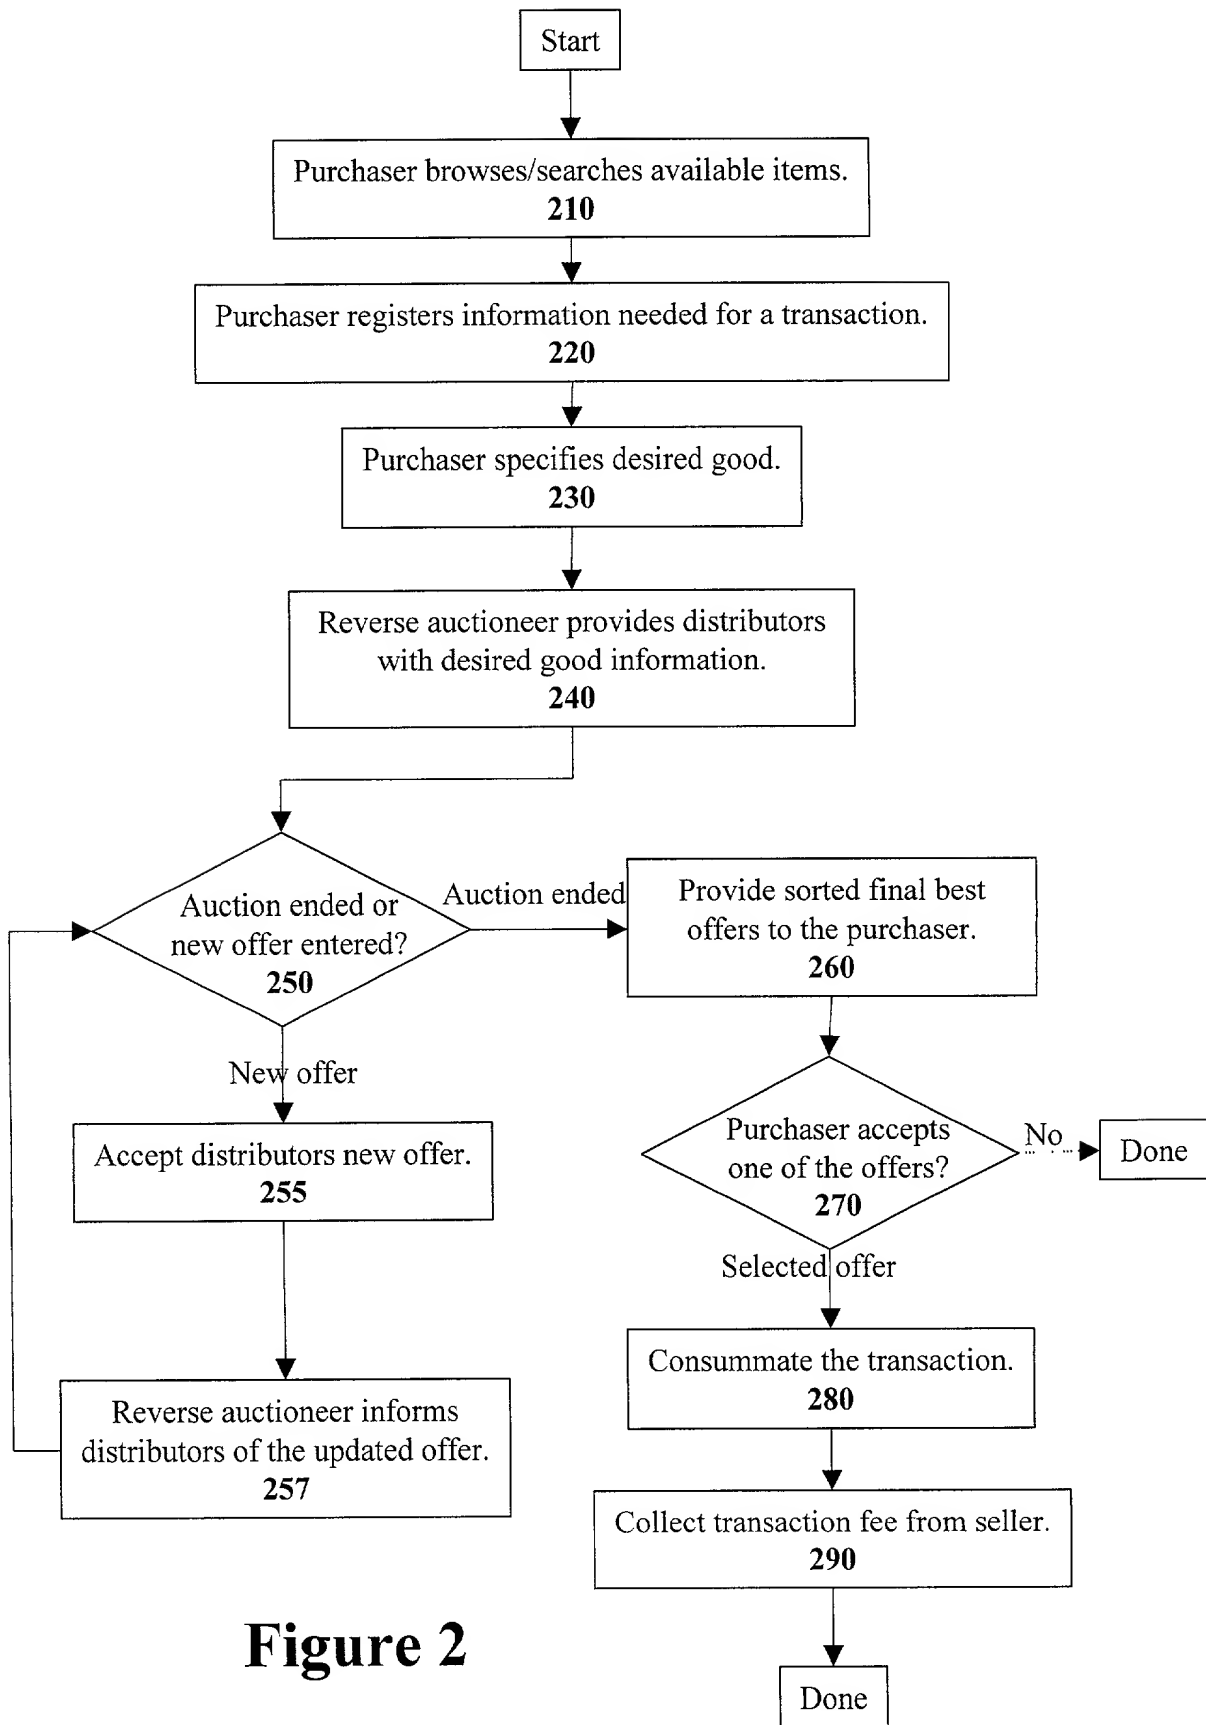 Start
Purchaser browses/searches available items.
210
Purchaser registers information needed for a transaction.
220
Purchaser specifies desired good.
230
Reverse auctioneer provides distributors
with desired good information.
240
Auction ended or
new offer entered?
250
Auction ended
Provide sorted final best
offers to the purchaser.
260
New offer
Accept distributors new offer.
255
Reverse auctioneer informs
distributors of the updated offer.
257
Purchaser accepts
one of the offers?
270
No
Done
Selected offer
Consummate the transaction.
280
Collect transaction fee from seller.
290
Done
Figure 2